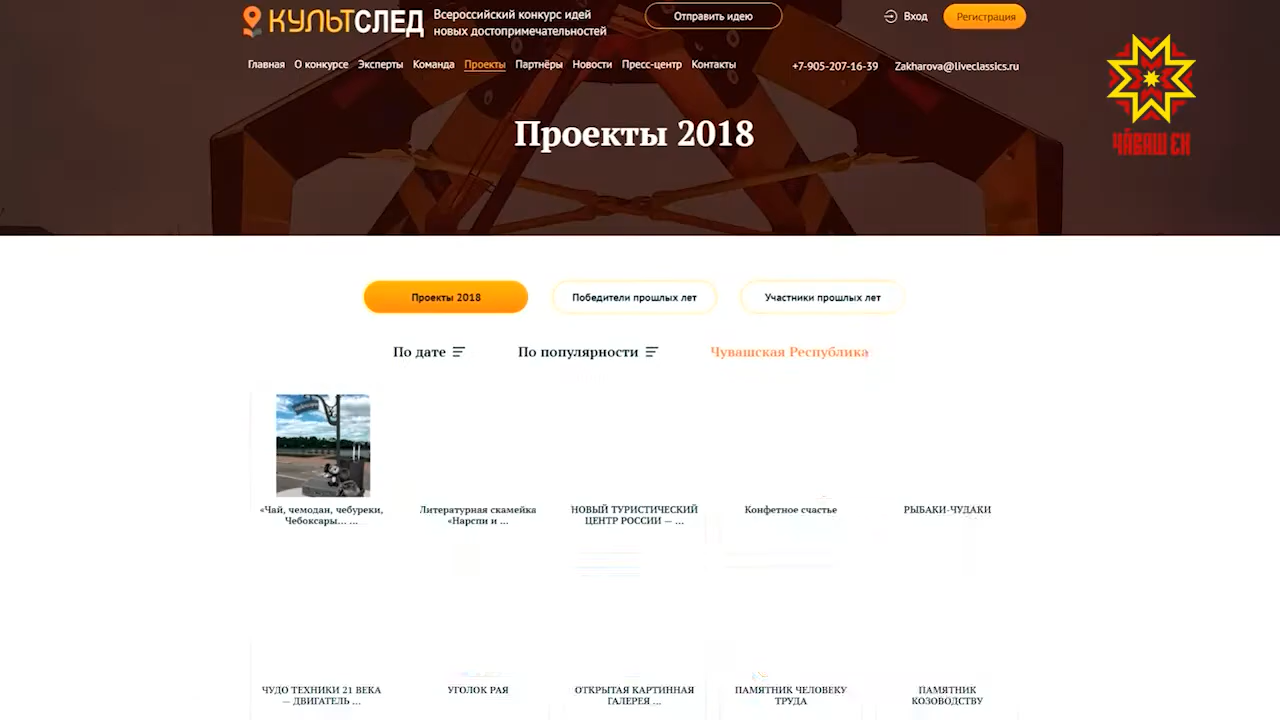 КУЛЬТСЛЕД
Всероссийский конкурс идей
новых достопримечательностей
Отправить идею
Вход
Регистрация
Главная О конкурсе Эксперты Команда Проекты Партнёры Новости Пресс-центр Контакты
+7-905-207-16-39 Zakharova@liveclassics.ru
ЧӐВАШ ЕН
Проекты 2018
Проекты 2018
Победители прошлых лет
Участники прошлых лет
По дате
По популярности
Чувашская Республика
«Чай, чемодан, чебуреки,
Чебоксары... ...
Литературная скамейка
«Нарспи и ...
НОВЫЙ ТУРИСТИЧЕСКИЙ
ЦЕНТР РОССИИ — ...
Конфетное счастье
РЫБАКИ-ЧУДАКИ
ЧУДО ТЕХНИКИ 21 ВЕКА
— ДВИГАТЕЛЬ ...
УГОЛОК РАЯ
ОТКРЫТАЯ КАРТИННАЯ
ГАЛЕРЕЯ ...
ПАМЯТНИК ЧЕЛОВЕКУ
ТРУДА
ПАМЯТНИК
КОЗОВОДСТВУ